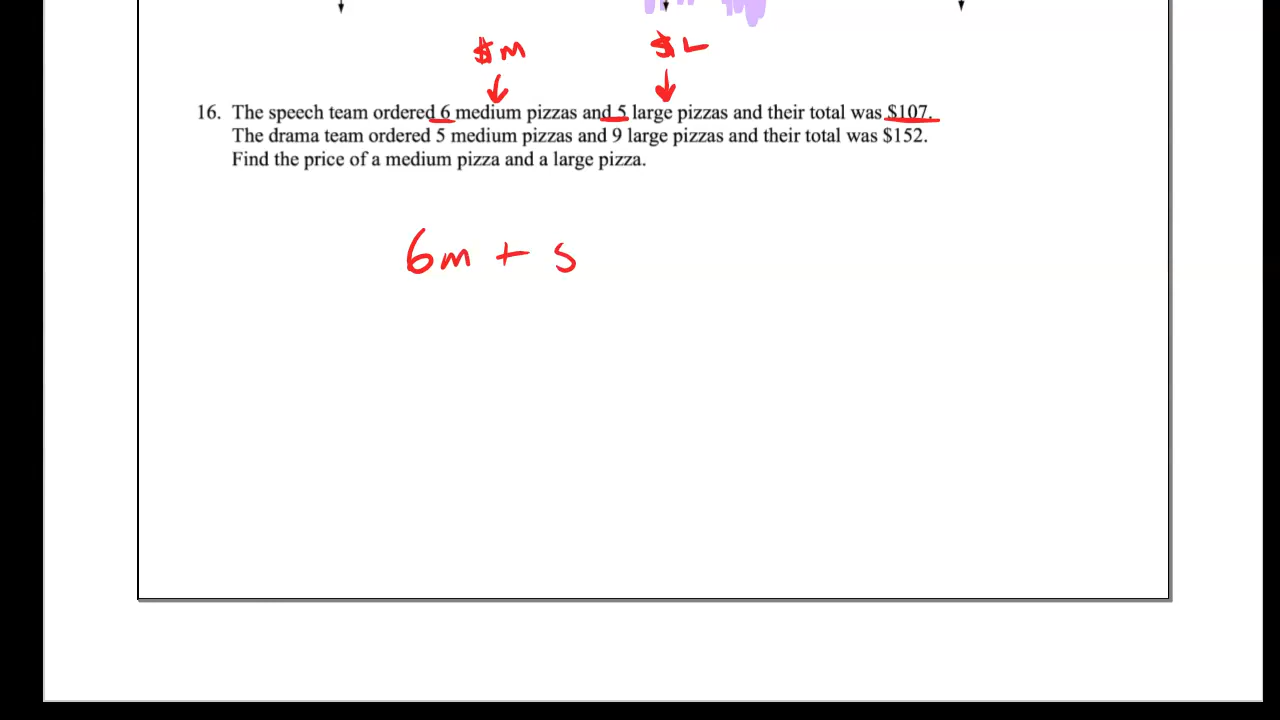 $M $L
16. The speech team ordered 6 medium pizzas and 5 large pizzas and their total was $107.
The drama team ordered 5 medium pizzas and 9 large pizzas and their total was $152.
Find the price of a medium pizza and a large pizza.
6m + 5